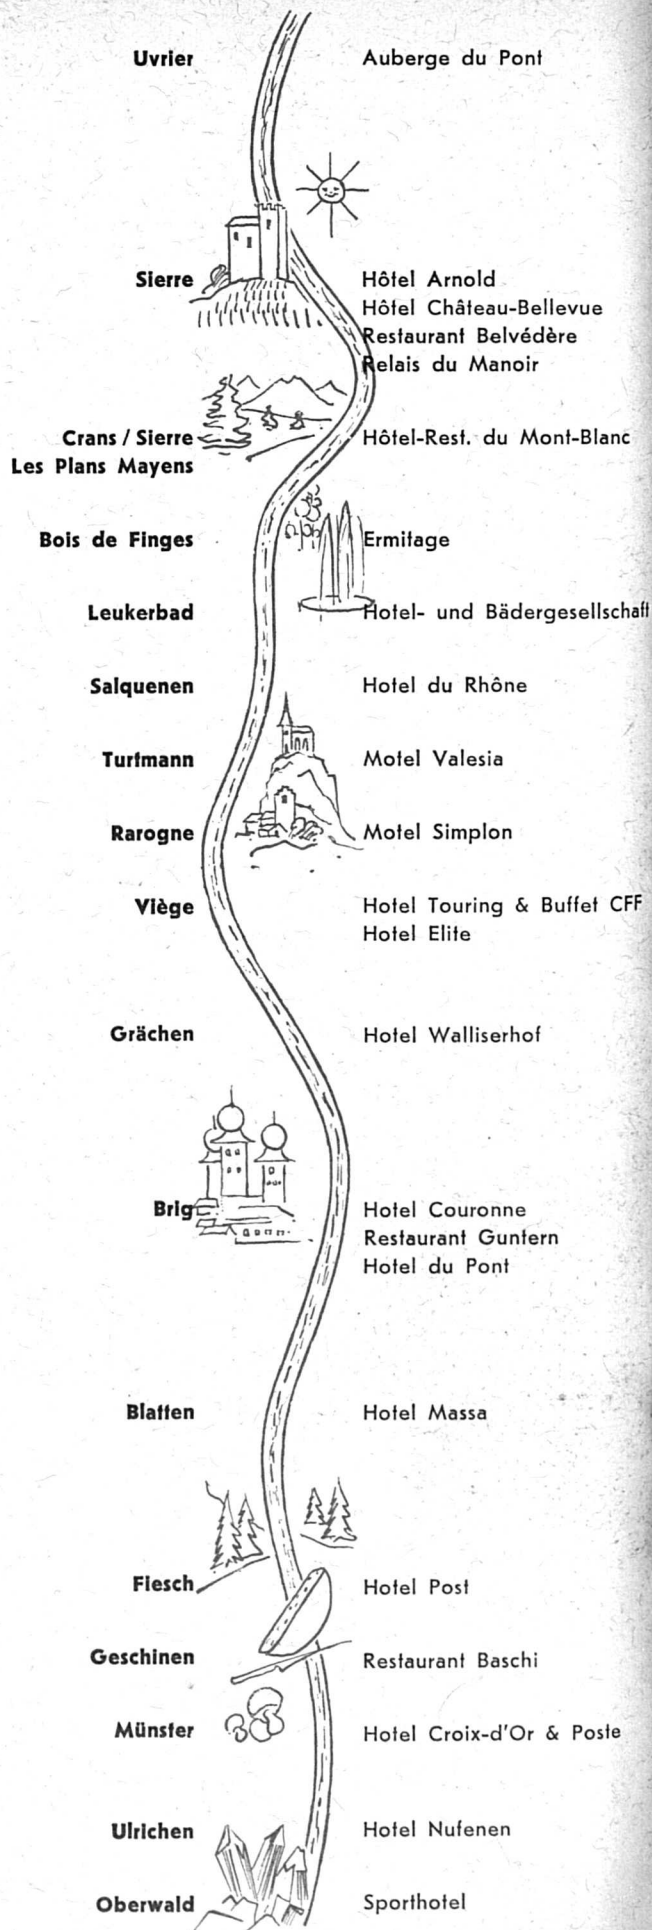 Uvrier Auberge du Pont
Sierre Hôtel Arnold
Hôtel Château-Bellevue
Restaurant Belvédère
Relais du Manoir
Crans / Sierre Hôtel-Rest. du Mont-Blanc
Les Plans Mayens
Bois de Finges Ermitage
Leukerbad Hotel- und Bädergesellschaft
Salquenen Hotel du Rhône
Turtmann Motel Valesia
Rarogne Motel Simplon
Viège Hotel Touring & Buffet CFF
Hotel Elite
Grächen Hotel Walliserhof
Brig Hotel Couronne
Restaurant Guntern
Hotel du Pont
Blatten Hotel Massa
Fiesch Hotel Post
Geschinen Restaurant Baschi
Münster Hotel Croix-d'Or & Poste
Ulrichen Hotel Nufenen
Oberwald Sporthotel